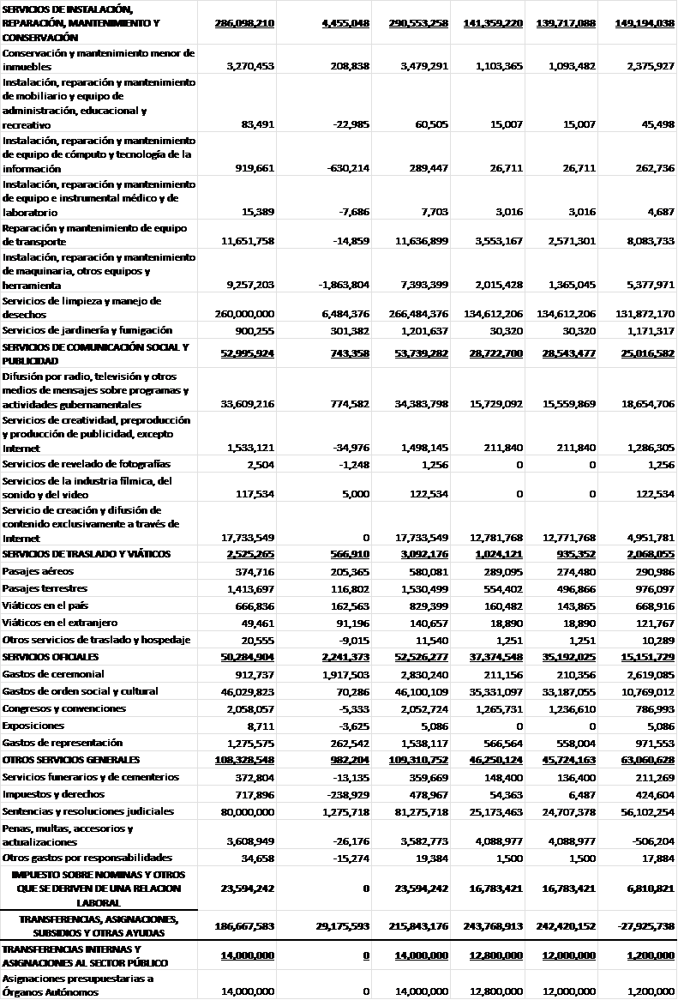 SERVICIOS DE INSTALACIÓN,
REPARACIÓN, MANTENIMIENTO Y 286,098,210 4,455,048 290,553,258 141,359,220 139,717,088 149,194,038
CONSERVACIÓN
Conservación y mantenimiento menor de
inmuebles 3,270,453 208,838 3,479,291 1,103,365 1,093,482 2,375,927
Instalación, reparación y mantenimiento
de mobiliario y equipo de
administración, educacional y
recreativo 83,491 -22,985 60,505 15,007 15,007 45,498
Instalación, reparación y mantenimiento
de equipo de cómputo y tecnología de la
información 919,661 -630,214 289,447 26,711 26,711 262,736
Instalación, reparación y mantenimiento
de equipo e instrumental médico y de
laboratorio 15,389 -7,686 7,703 3,016 3,016 4,687
Reparación y mantenimiento de equipo
de transporte 11,651,758 -14,859 11,636,899 3,553,167 2,571,301 8,083,733
Instalación, reparación y mantenimiento
de maquinaria, otros equipos y
herramienta 9,257,203 -1,863,804 7,393,399 2,015,428 1,365,045 5,377,971
Servicios de limpieza y manejo de
desechos 260,000,000 6,484,376 266,484,376 134,612,206 134,612,206 131,872,170
Servicios de jardinería y fumigación 900,255 301,382 1,201,637 30,320 30,320 1,171,317
SERVICIOS DE COMUNICACIÓN SOCIAL Y
PUBLICIDAD 52,995,924 743,358 53,739,282 28,722,700 28,543,477 25,016,582
Difusión por radio, televisión y otros
medios de mensajes sobre programas y
actividades gubernamentales 33,609,216 774,582 34,383,798 15,729,092 15,559,869 18,654,706
Servicios de creatividad, preproducción
y producción de publicidad, excepto
Internet 1,533,121 -34,976 1,498,145 211,840 211,840 1,286,305
Servicios de revelado de fotografías 2,504 -1,248 1,256 0 0 1,256
Servicios de la industria fílmica, del
sonido y del video 117,534 5,000 122,534 0 0 122,534
Servicio de creación y difusión de
contenido exclusivamente a través de
Internet 17,733,549 0 17,733,549 12,781,768 12,771,768 4,951,781
SERVICIOS DE TRASLADO Y VIÁTICOS 2,525,265 566,910 3,092,176 1,024,121 935,352 2,068,055
Pasajes aéreos 374,716 205,365 580,081 289,095 274,480 290,986
Pasajes terrestres 1,413,697 116,802 1,530,499 554,402 496,866 976,097
Viáticos en el país 666,836 162,563 829,399 160,482 143,865 668,916
Viáticos en el extranjero 49,461 91,196 140,657 18,890 18,890 121,767
Otros servicios de traslado y hospedaje 20,555 -9,015 11,540 1,251 1,251 10,289
SERVICIOS OFICIALES 50,284,904 2,241,373 52,526,277 37,374,548 35,192,025 15,151,729
Gastos de ceremonial 912,737 1,917,503 2,830,240 211,156 210,356 2,619,085
Gastos de orden social y cultural 46,029,823 70,286 46,100,109 35,331,097 33,187,055 10,769,012
Congresos y convenciones 2,058,057 -5,333 2,052,724 1,265,731 1,236,610 786,993
Exposiciones 8,711 -3,625 5,086 0 0 5,086
Gastos de representación 1,275,575 262,542 1,538,117 566,564 558,004 971,553
OTROS SERVICIOS GENERALES 108,328,548 982,204 109,310,752 46,250,124 45,724,163 63,060,628
Servicios funerarios y de cementerios 372,804 -13,135 359,669 148,400 136,400 211,269
Impuestos y derechos 717,896 -238,929 478,967 54,363 6,487 424,604
Sentencias y resoluciones judiciales 80,000,000 1,275,718 81,275,718 25,173,463 24,707,378 56,102,254
Penas, multas, accesorios y
actualizaciones 3,608,949 -26,176 3,582,773 4,088,977 4,088,977 -506,204
Otros gastos por responsabilidades 34,658 -15,274 19,384 1,500 1,500 17,884
IMPUESTO SOBRE NOMINAS Y OTROS
QUE SE DERIVEN DE UNA RELACION 23,594,242 0 23,594,242 16,783,421 16,783,421 6,810,821
LABORAL
TRANSFERENCIAS, ASIGNACIONES,
SUBSIDIOS Y OTRAS AYUDAS 186,667,583 29,175,593 215,843,176 243,768,913 242,420,152 -27,925,738
TRANSFERENCIAS INTERNAS Y
ASIGNACIONES AL SECTOR PÚBLICO 14,000,000 0 14,000,000 12,800,000 12,000,000 1,200,000
Asignaciones presupuestarias a
Órganos Autónomos 14,000,000 0 14,000,000 12,800,000 12,000,000 1,200,000